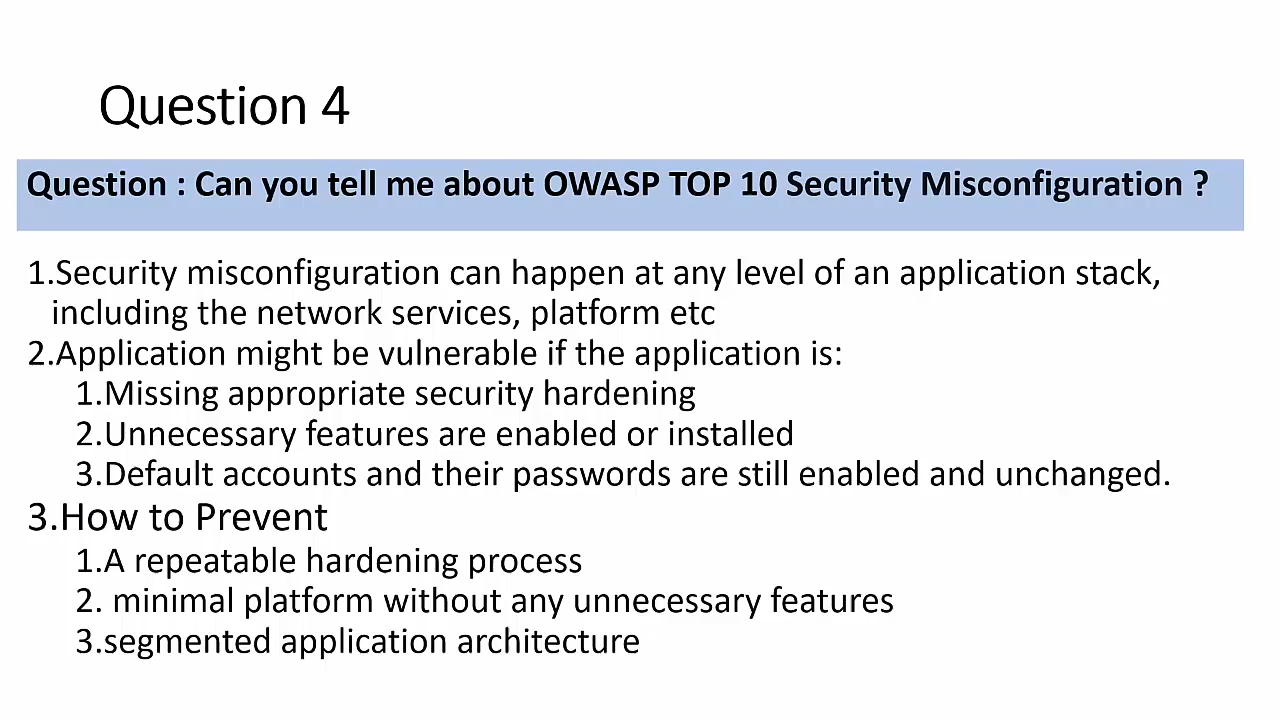 Question 4
Question : Can you tell me about OWASP TOP 10 Security Misconfiguration ?
1.Security misconfiguration can happen at any level of an application stack,
including the network services, platform etc
2.Application might be vulnerable if the application is:
1.Missing appropriate security hardening
2.Unnecessary features are enabled or installed
3.Default accounts and their passwords are still enabled and unchanged.
3.How to Prevent
1.A repeatable hardening process
2. minimal platform without any unnecessary features
3.segmented application architecture